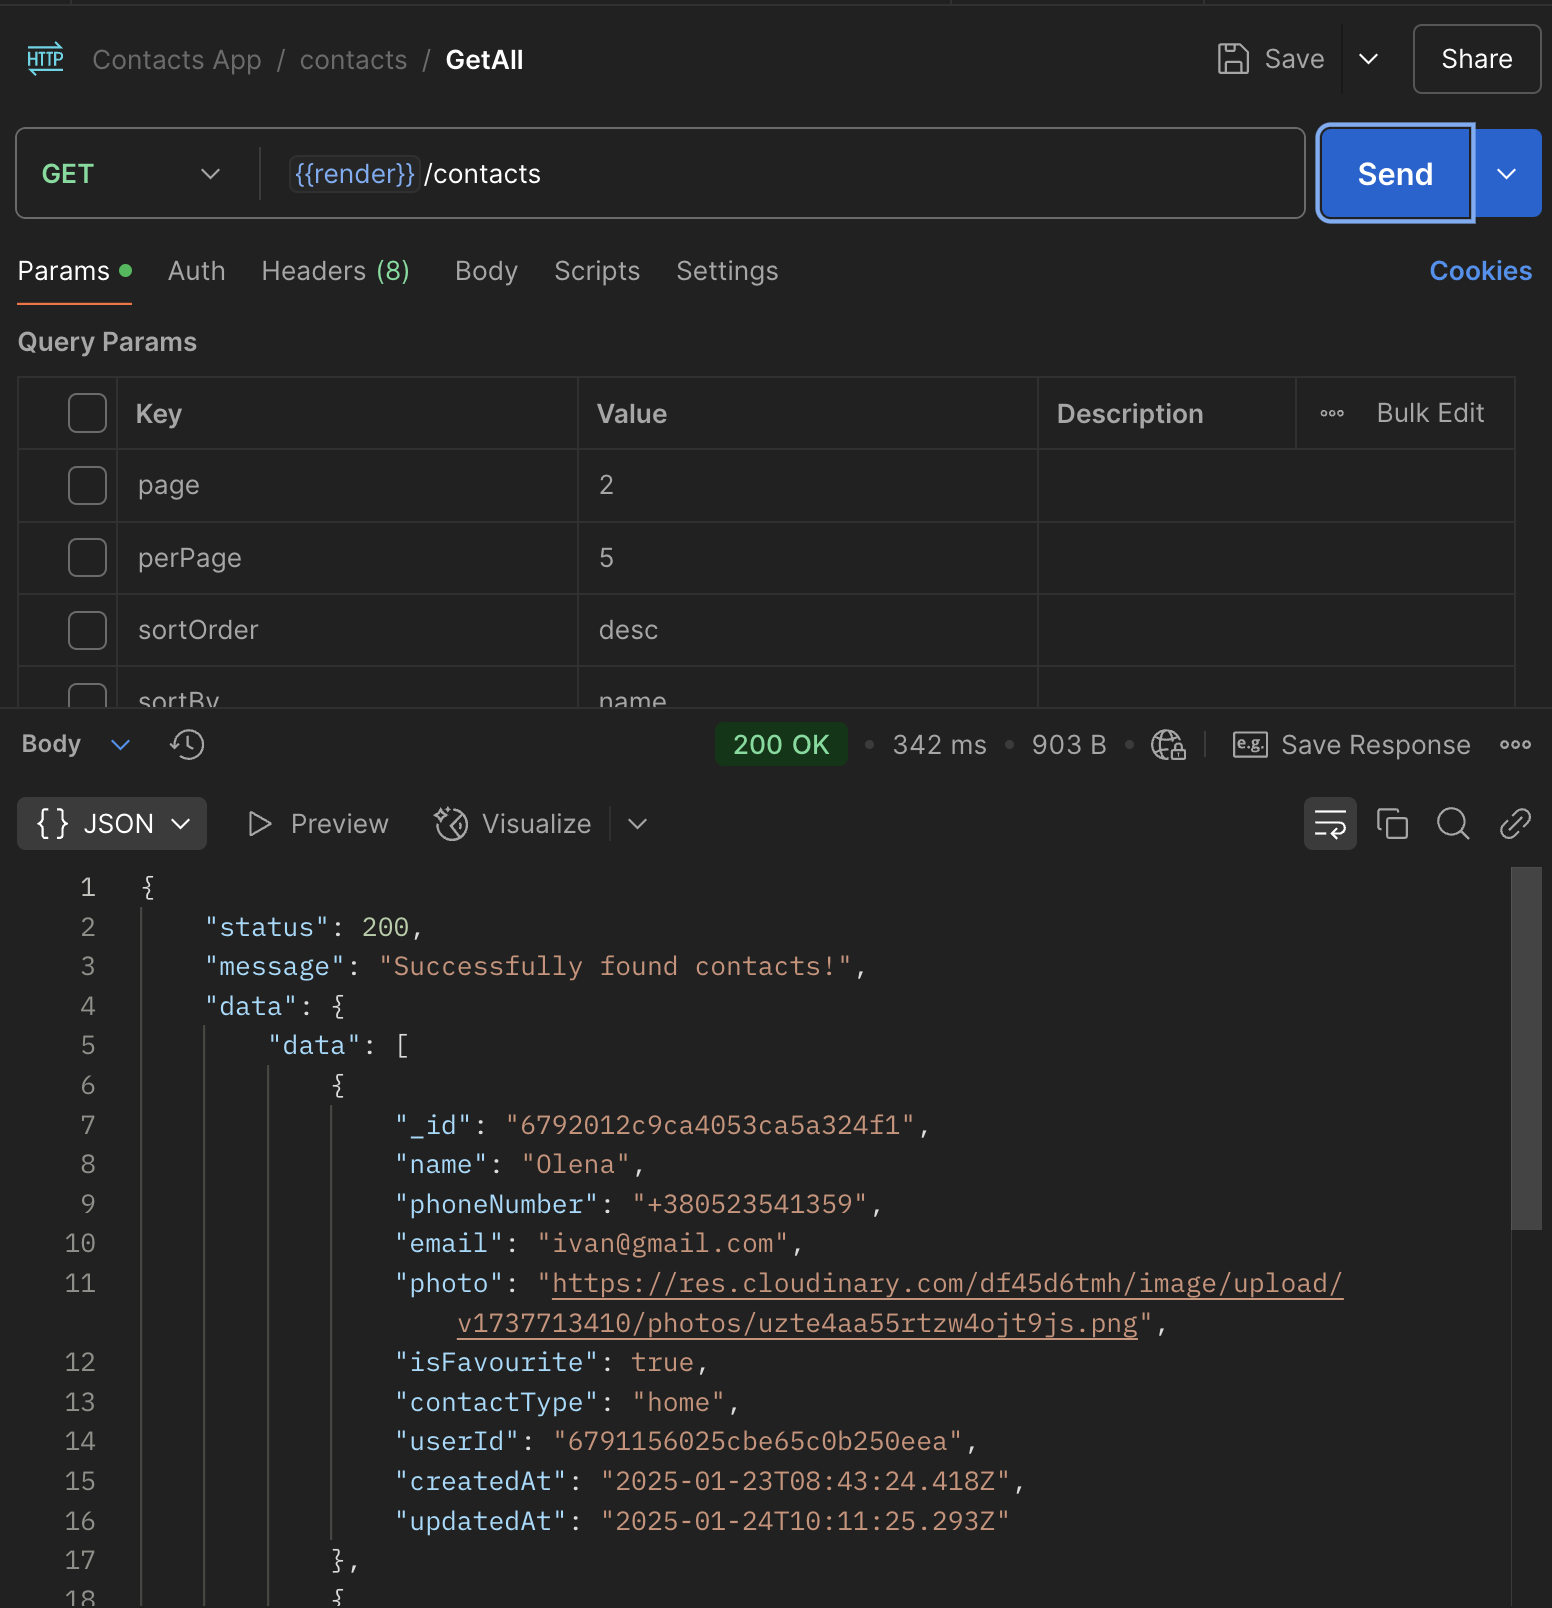 HTTP Contacts App / contacts / GetAll Save Share
GET {{render}}/contacts Send
Params Auth Headers (8) Body Scripts Settings Cookies
Query Params
Key Value Description Bulk Edit
page 2
perPage 5
sortOrder desc
sortBy name
Body 200 OK 342 ms 903 B e.g. Save Response
{} JSON Preview Visualize
1 {
2 "status": 200,
3 "message": "Successfully found contacts!",
4 "data": {
5 "data": [
6 {
7 "_id": "6792012c9ca4053ca5a324f1",
8 "name": "Olena",
9 "phoneNumber": "+380523541359",
10 "email": "ivan@gmail.com",
11 "photo": "https://res.cloudinary.com/df45d6tmh/image/upload/
v1737713410/photos/uzte4aa55rtzw4ojt9js.png",
12 "isFavourite": true,
13 "contactType": "home",
14 "userId": "6791156025cbe65c0b250eea",
15 "createdAt": "2025-01-23T08:43:24.418Z",
16 "updatedAt": "2025-01-24T10:11:25.293Z"
17 },
18 {